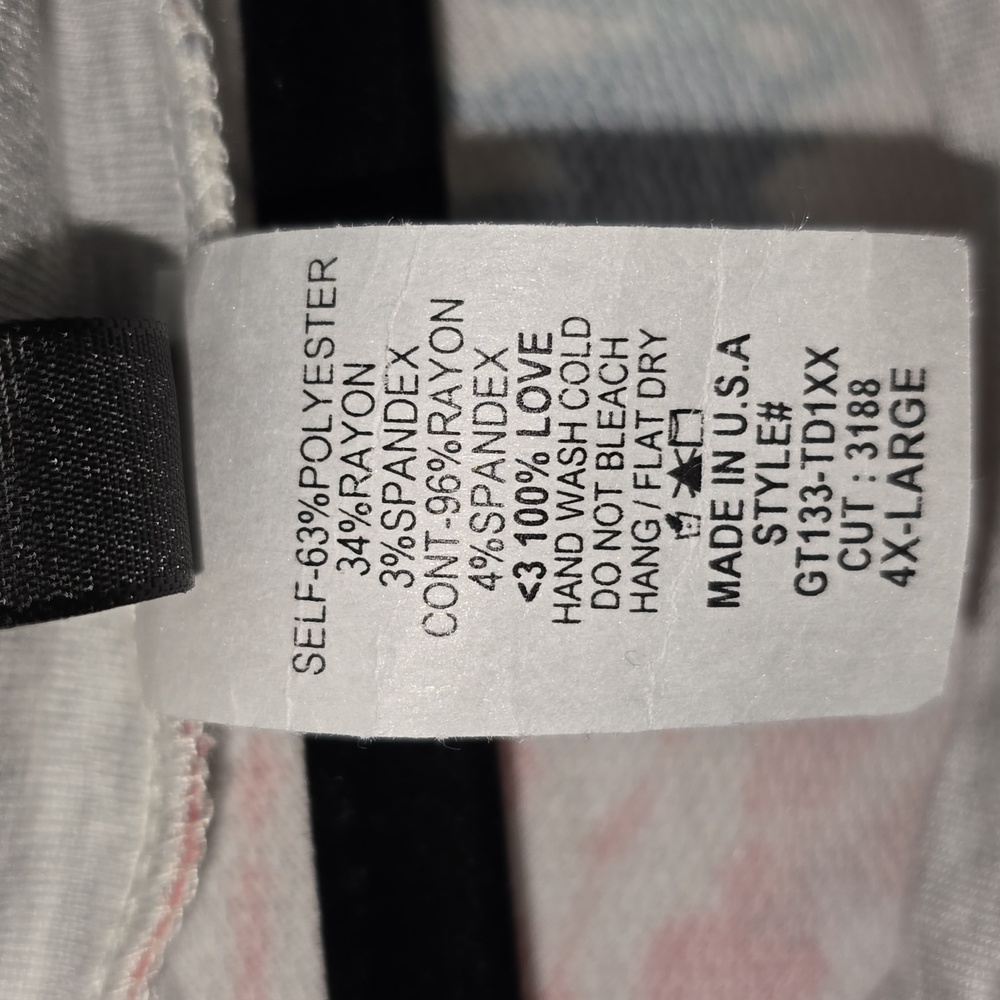 SELF-63%POLYESTER
34%RAYON
3%SPANDEX
CONT-96%RAYON
4%SPANDEX
<3 100% LOVE
HAND WASH COLD
DO NOT BLEACH
HANG / FLAT DRY
MADE IN U.S.A
STYLE#
GT133-TD1XX
CUT : 3188
4X-LARGE